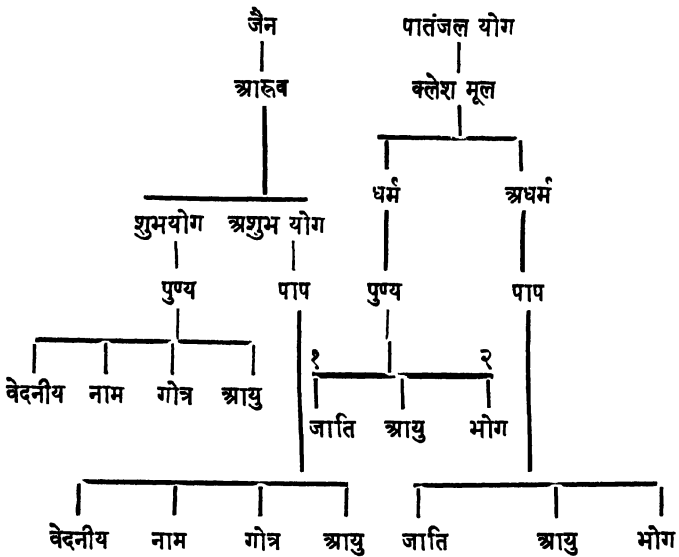 जैन पातंजल योग
आस्रव क्लेश मूल
धर्म अधर्म
शुभयोग अशुभ योग
पुण्य पाप पुण्य पाप
१ २
वेदनीय नाम गोत्र आयु
जाति आयु भोग
वेदनीय नाम गोत्र आयु जाति आयु भोग